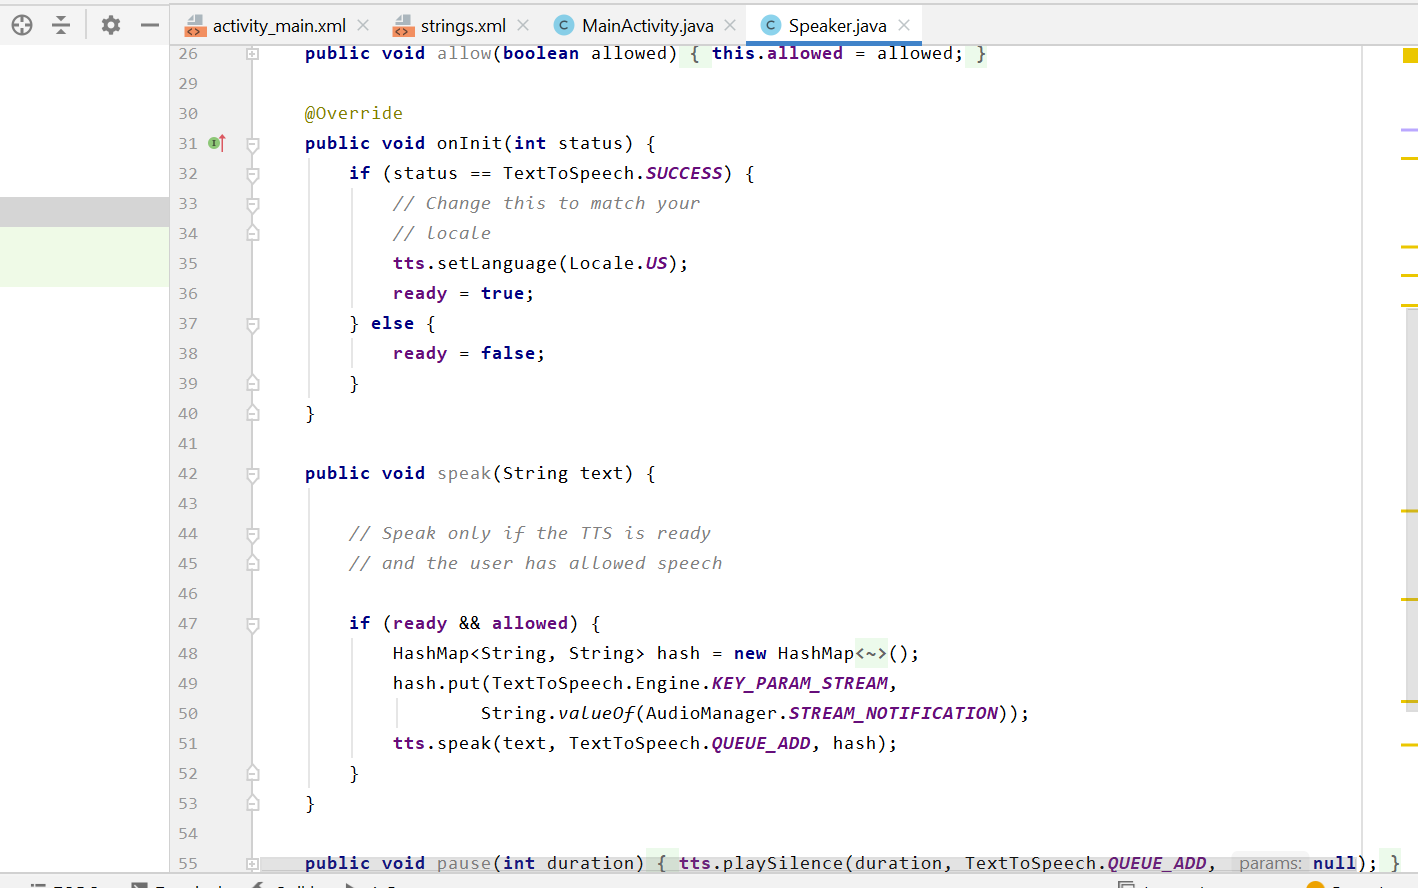 activity_main.xml strings.xml MainActivity.java Speaker.java
26 public void allow(boolean allowed) { this.allowed = allowed; }
29
30 @Override
31 public void onInit(int status) {
32 if (status == TextToSpeech.SUCCESS) {
33 // Change this to match your
34 // locale
35 tts.setLanguage(Locale.US);
36 ready = true;
37 } else {
38 ready = false;
39 }
40 }
41
42 public void speak(String text) {
43
44 // Speak only if the TTS is ready
45 // and the user has allowed speech
46
47 if (ready && allowed) {
48 HashMap<String, String> hash = new HashMap<~>();
49 hash.put(TextToSpeech.Engine.KEY_PARAM_STREAM,
50 String.valueOf(AudioManager.STREAM_NOTIFICATION));
51 tts.speak(text, TextToSpeech.QUEUE_ADD, hash);
52 }
53 }
54
55 public void pause(int duration) { tts.playSilence(duration, TextToSpeech.QUEUE_ADD, params: null); }